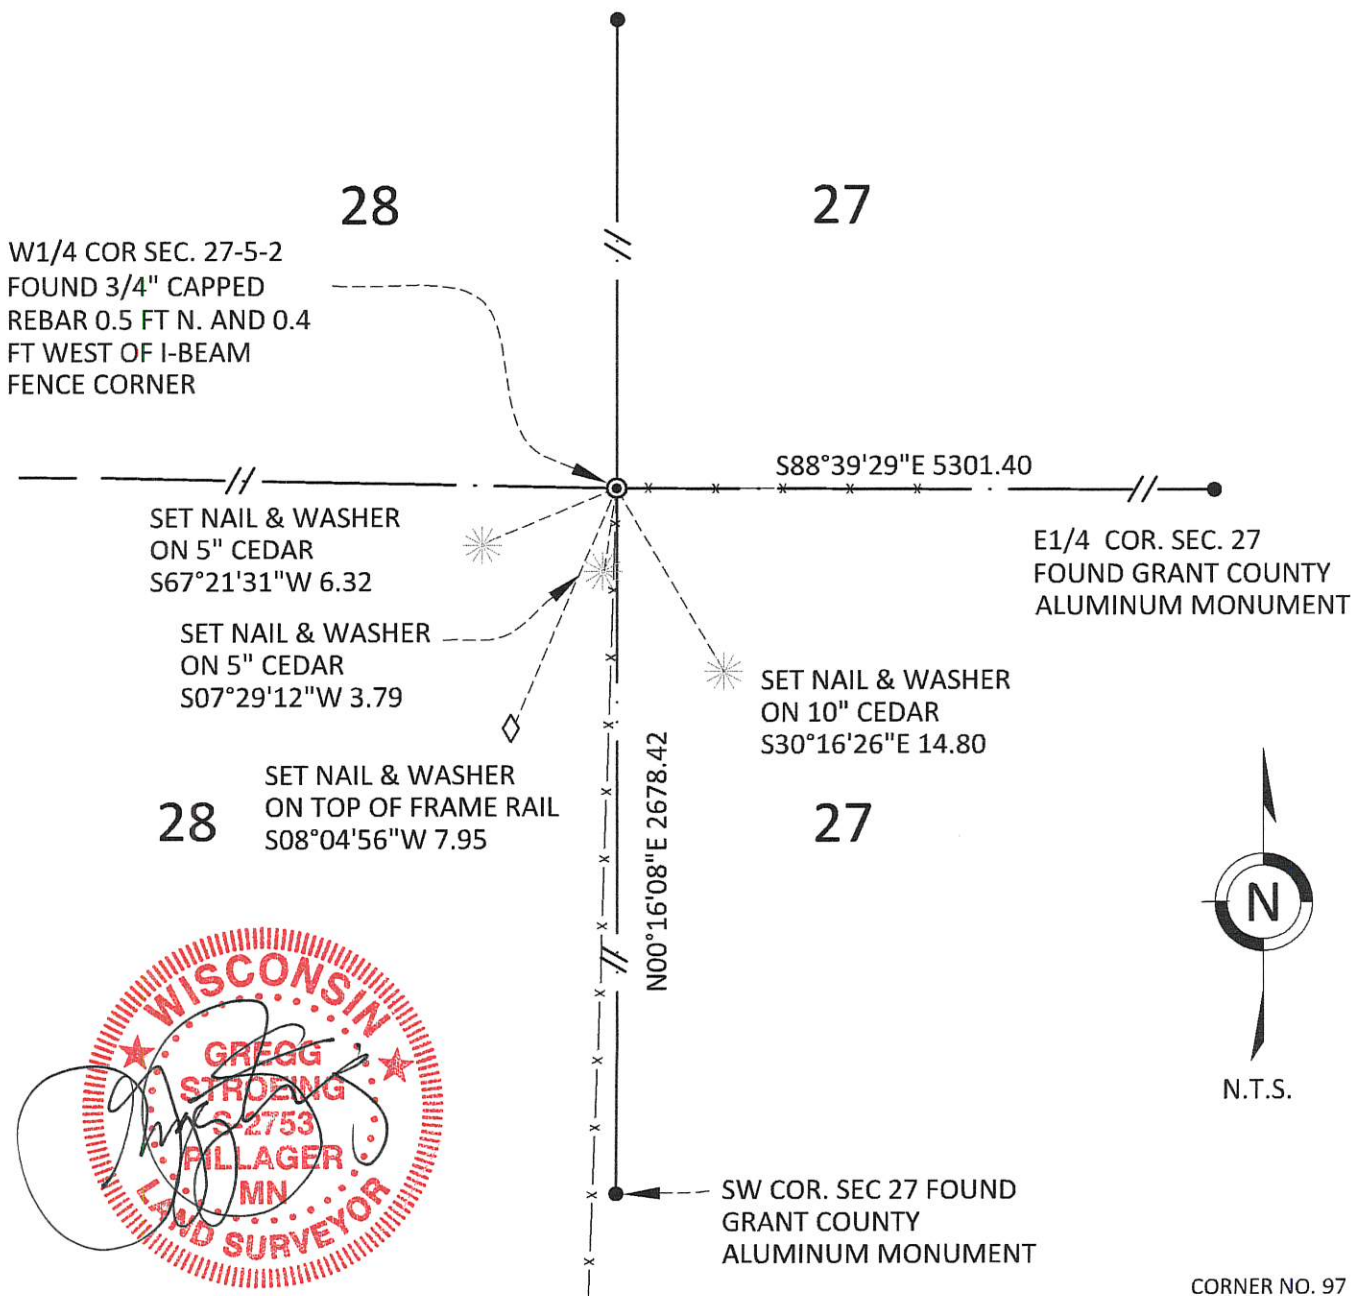 28
27
W1/4 COR SEC. 27-5-2
FOUND 3/4" CAPPED
REBAR 0.5 FT N. AND 0.4
FT WEST OF I-BEAM
FENCE CORNER
S88°39'29"E 5301.40
SET NAIL & WASHER
ON 5" CEDAR
S67°21'31"W 6.32
E1/4 COR. SEC. 27
FOUND GRANT COUNTY
ALUMINUM MONUMENT
SET NAIL & WASHER
ON 5" CEDAR
S07°29'12"W 3.79
SET NAIL & WASHER
ON 10" CEDAR
S30°16'26"E 14.80
SET NAIL & WASHER
ON TOP OF FRAME RAIL
S08°04'56"W 7.95
N00°16'08"E 2678.42
28
27
N
N.T.S.
WISCONSIN
GREGG
STROEING
S-2753
PILLAGER
MN
LAND SURVEYOR
SW COR. SEC 27 FOUND
GRANT COUNTY
ALUMINUM MONUMENT
CORNER NO. 97